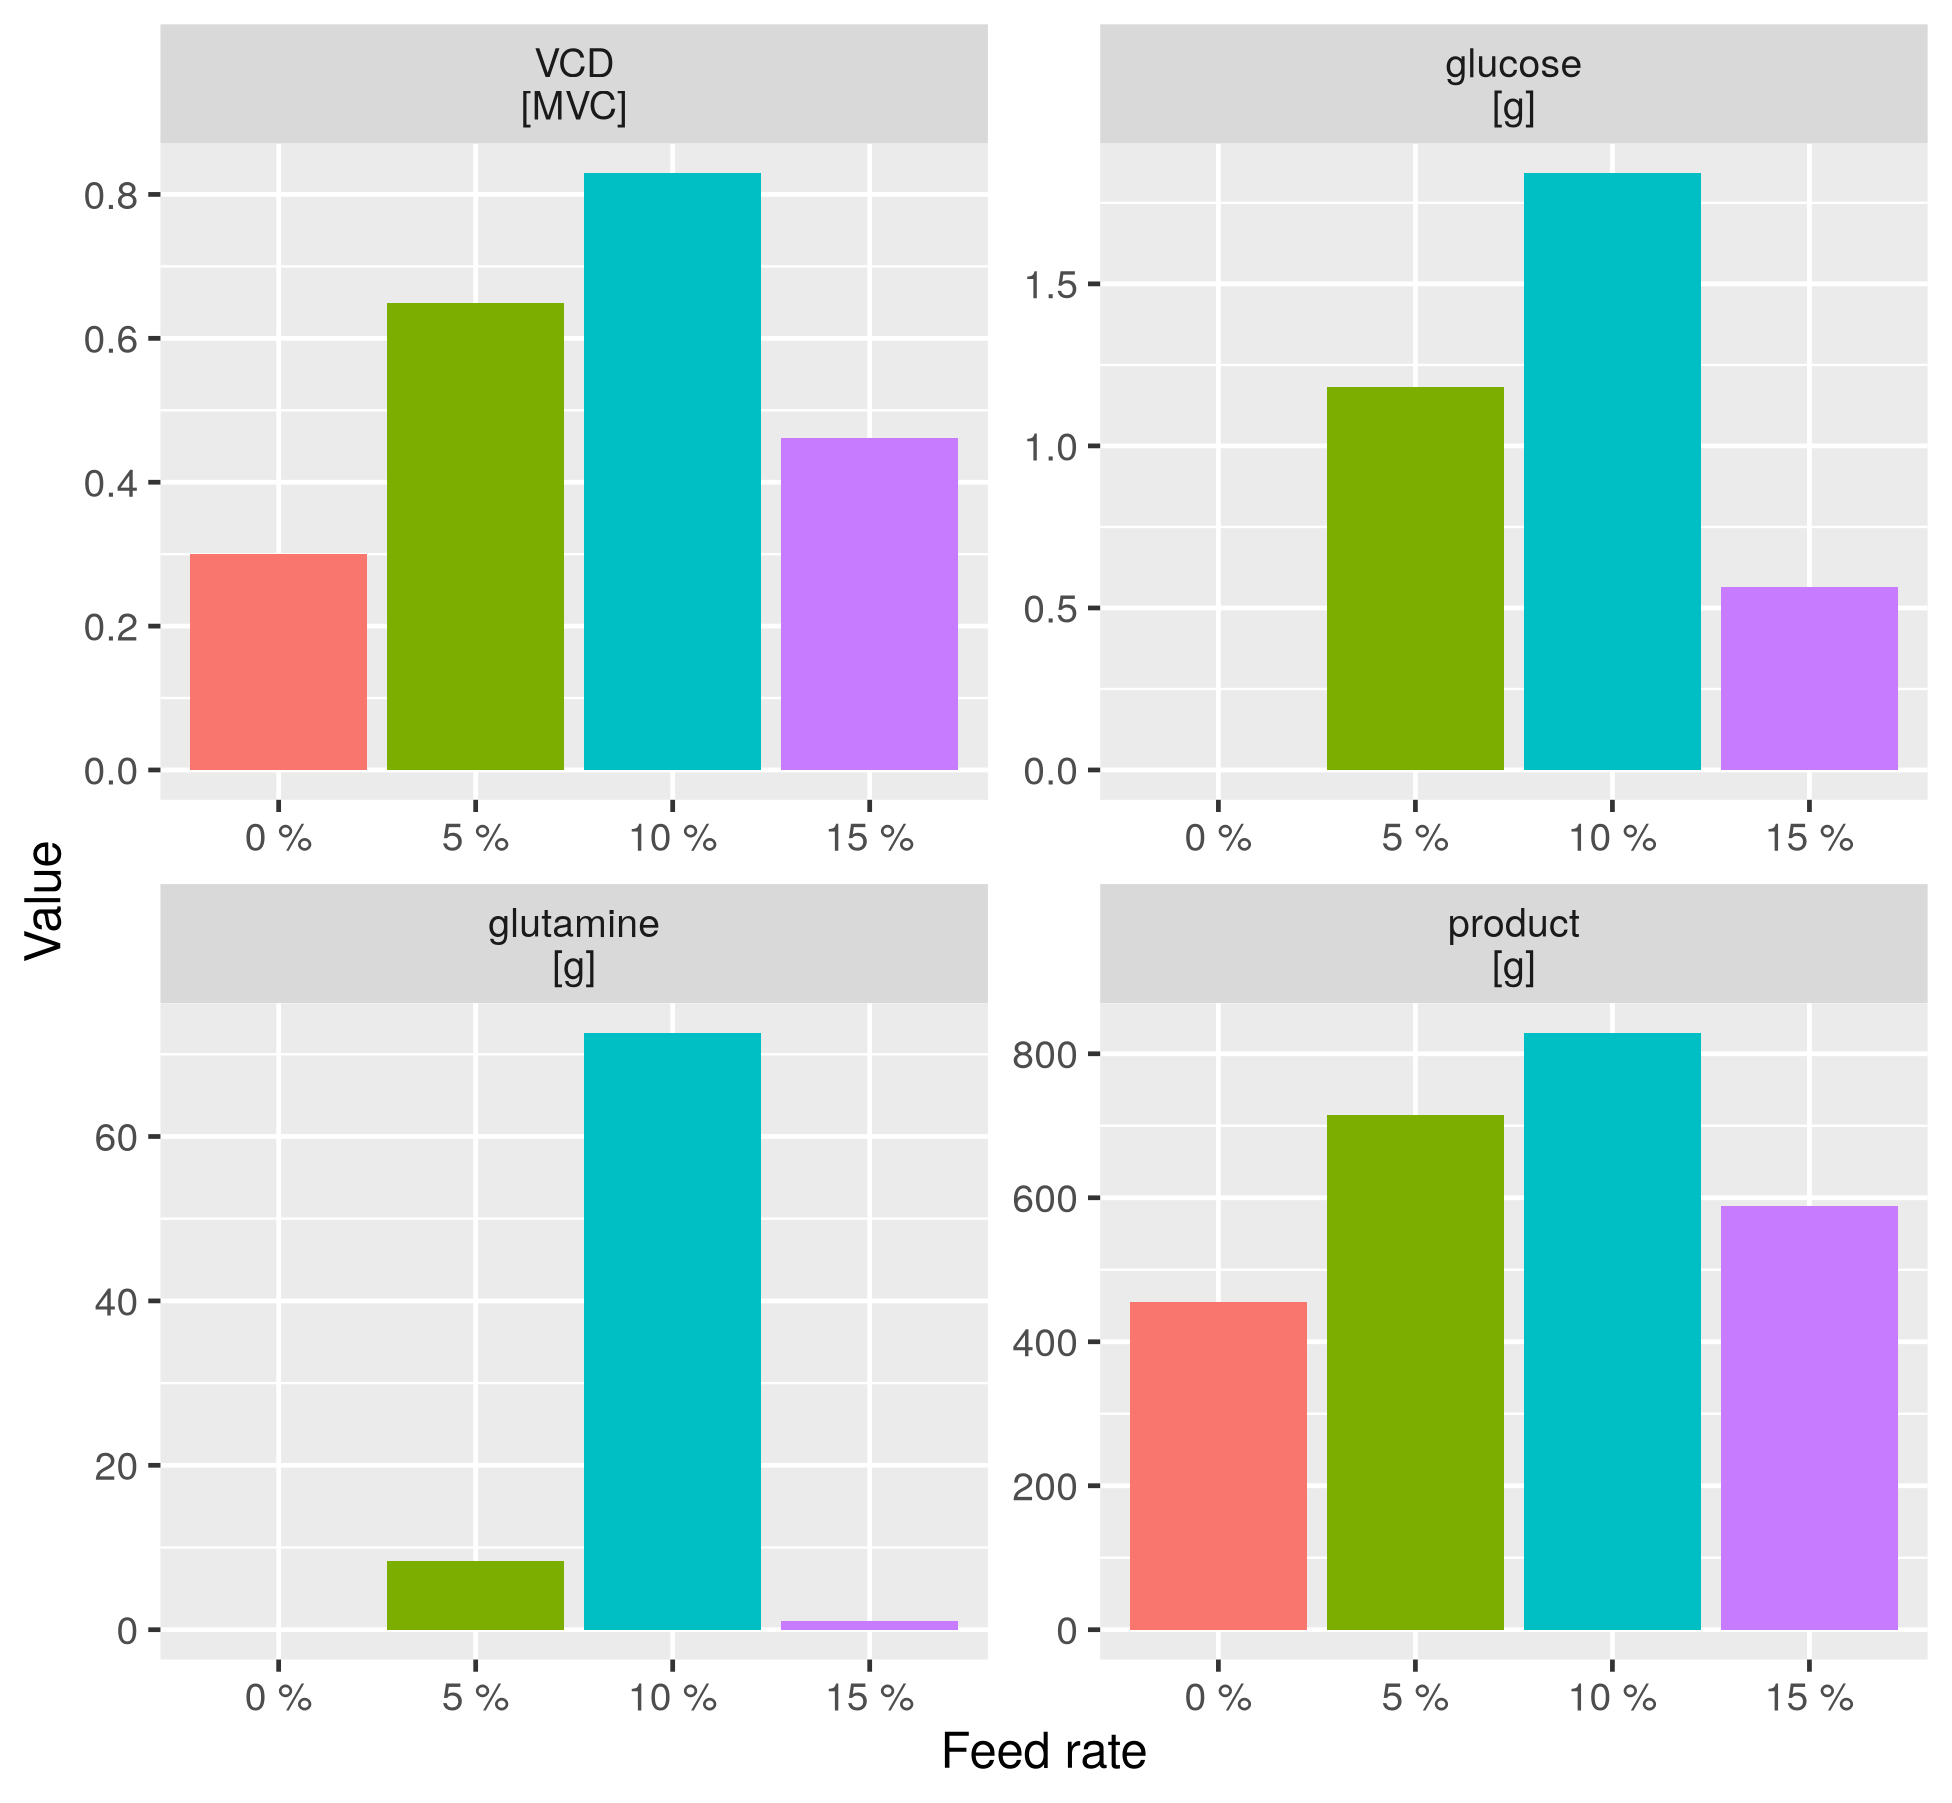 VCD
[MVC]
glucose
[g]
0.8
0.6
0.4
0.2
0.0
1.5
1.0
0.5
0.0
0 % 5 % 10 % 15 %
0 % 5 % 10 % 15 %
Value
glutamine
[g]
product
[g]
60
40
20
0
800
600
400
200
0
0 % 5 % 10 % 15 %
0 % 5 % 10 % 15 %
Feed rate